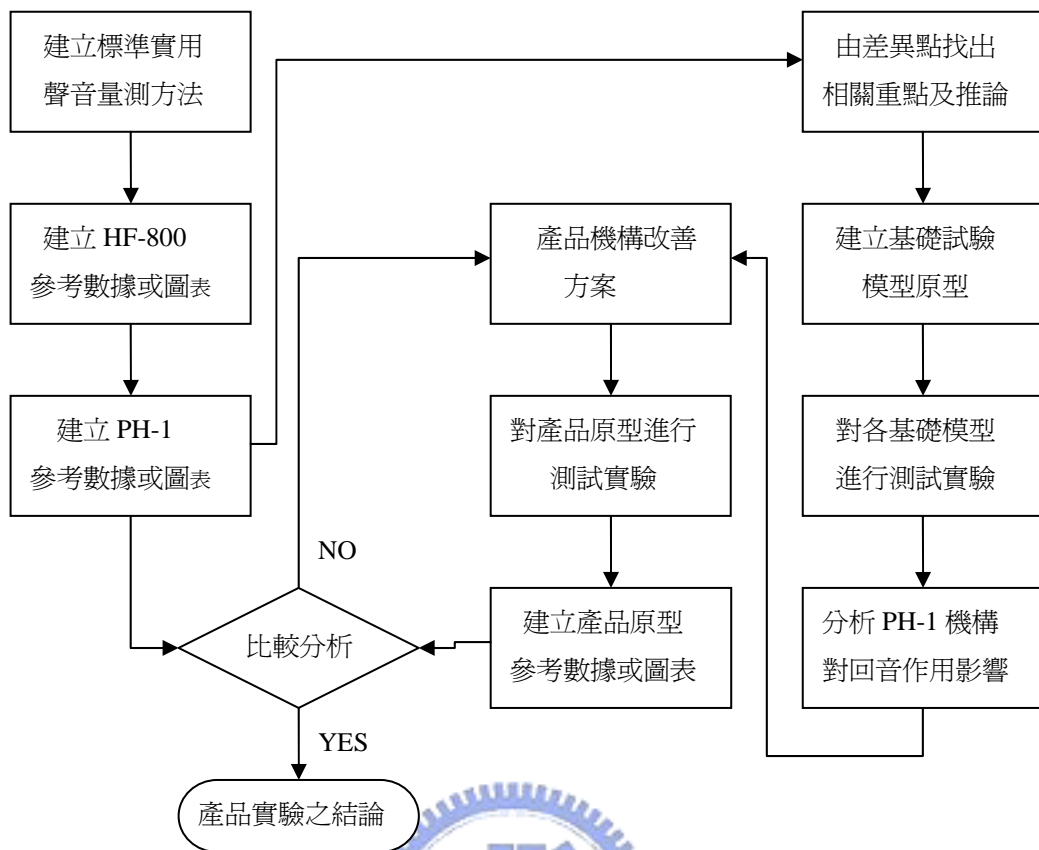 建立標準實用
聲音量測方法
建立 HF-800
參考數據或圖表
建立 PH-1
參考數據或圖表
由差異點找出
相關重點及推論
建立基礎試驗
模型原型
對各基礎模型
進行測試實驗
分析 PH-1 機構
對回音作用影響
產品機構改善
方案
對產品原型進行
測試實驗
建立產品原型
參考數據或圖表
NO
比較分析
YES
產品實驗之結論